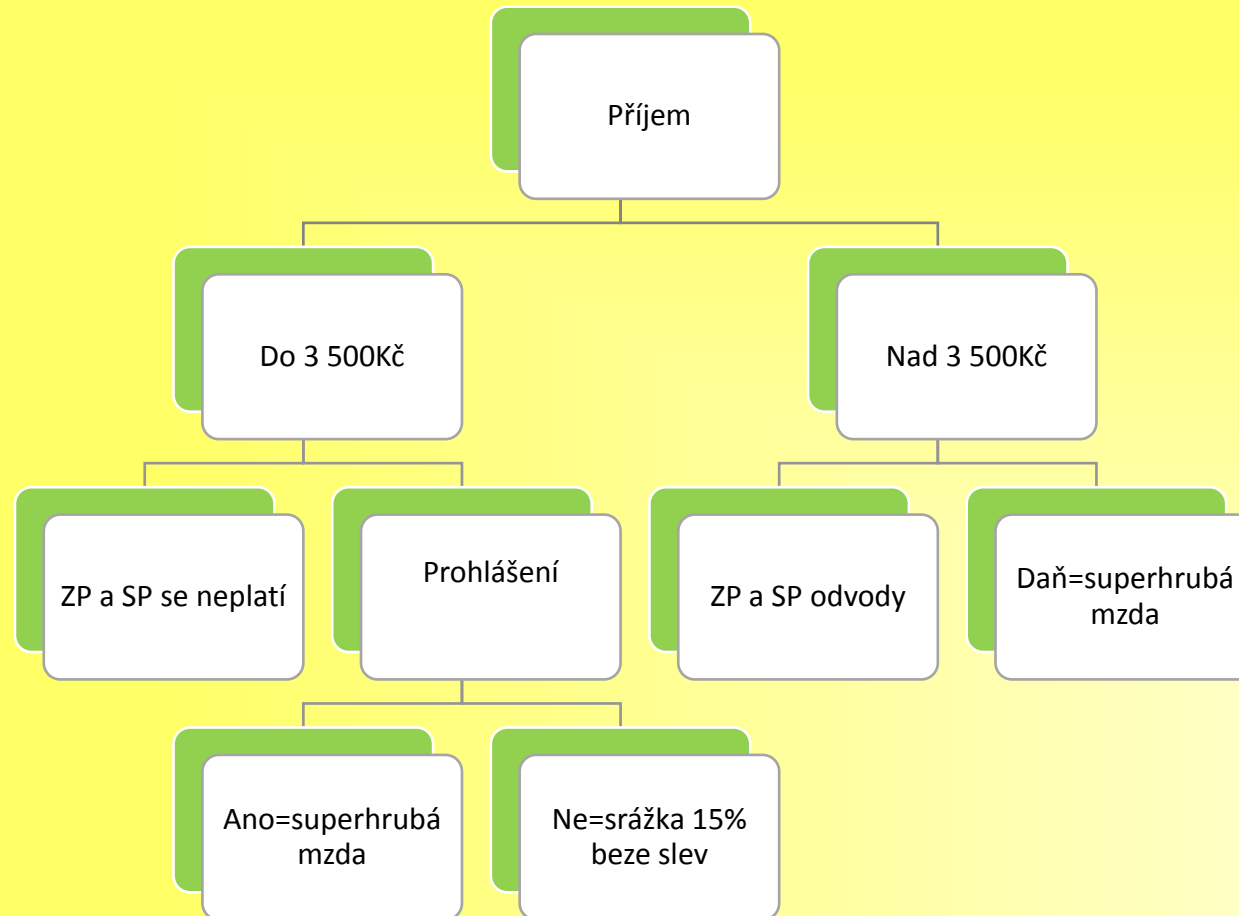 Příjem
Do 3 500Kč
Nad 3 500Kč
ZP a SP se neplatí
Prohlášení
ZP a SP odvody
Daň=superhrubá
mzda
Ano=superhrubá
mzda
Ne=srážka 15%
beze slev